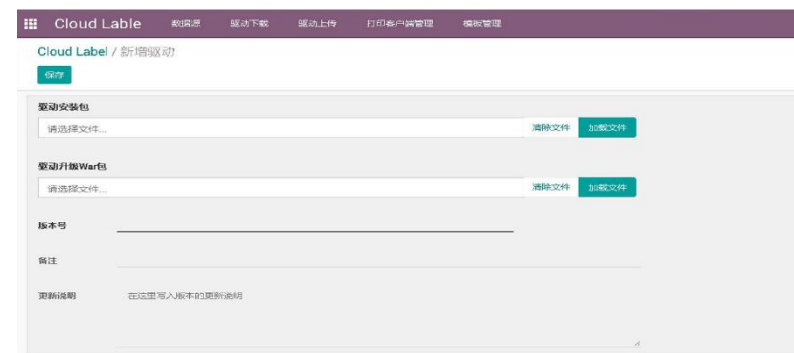 Cloud Lable 数据源 驱动下载 驱动上传 打印客户端管理 模板管理
Cloud Label / 新增驱动
保存
驱动安装包
请选择文件... 清除文件 加载文件
驱动升级War包
请选择文件... 清除文件 加载文件
版本号
备注
更新说明 在这里写入版本的更新说明